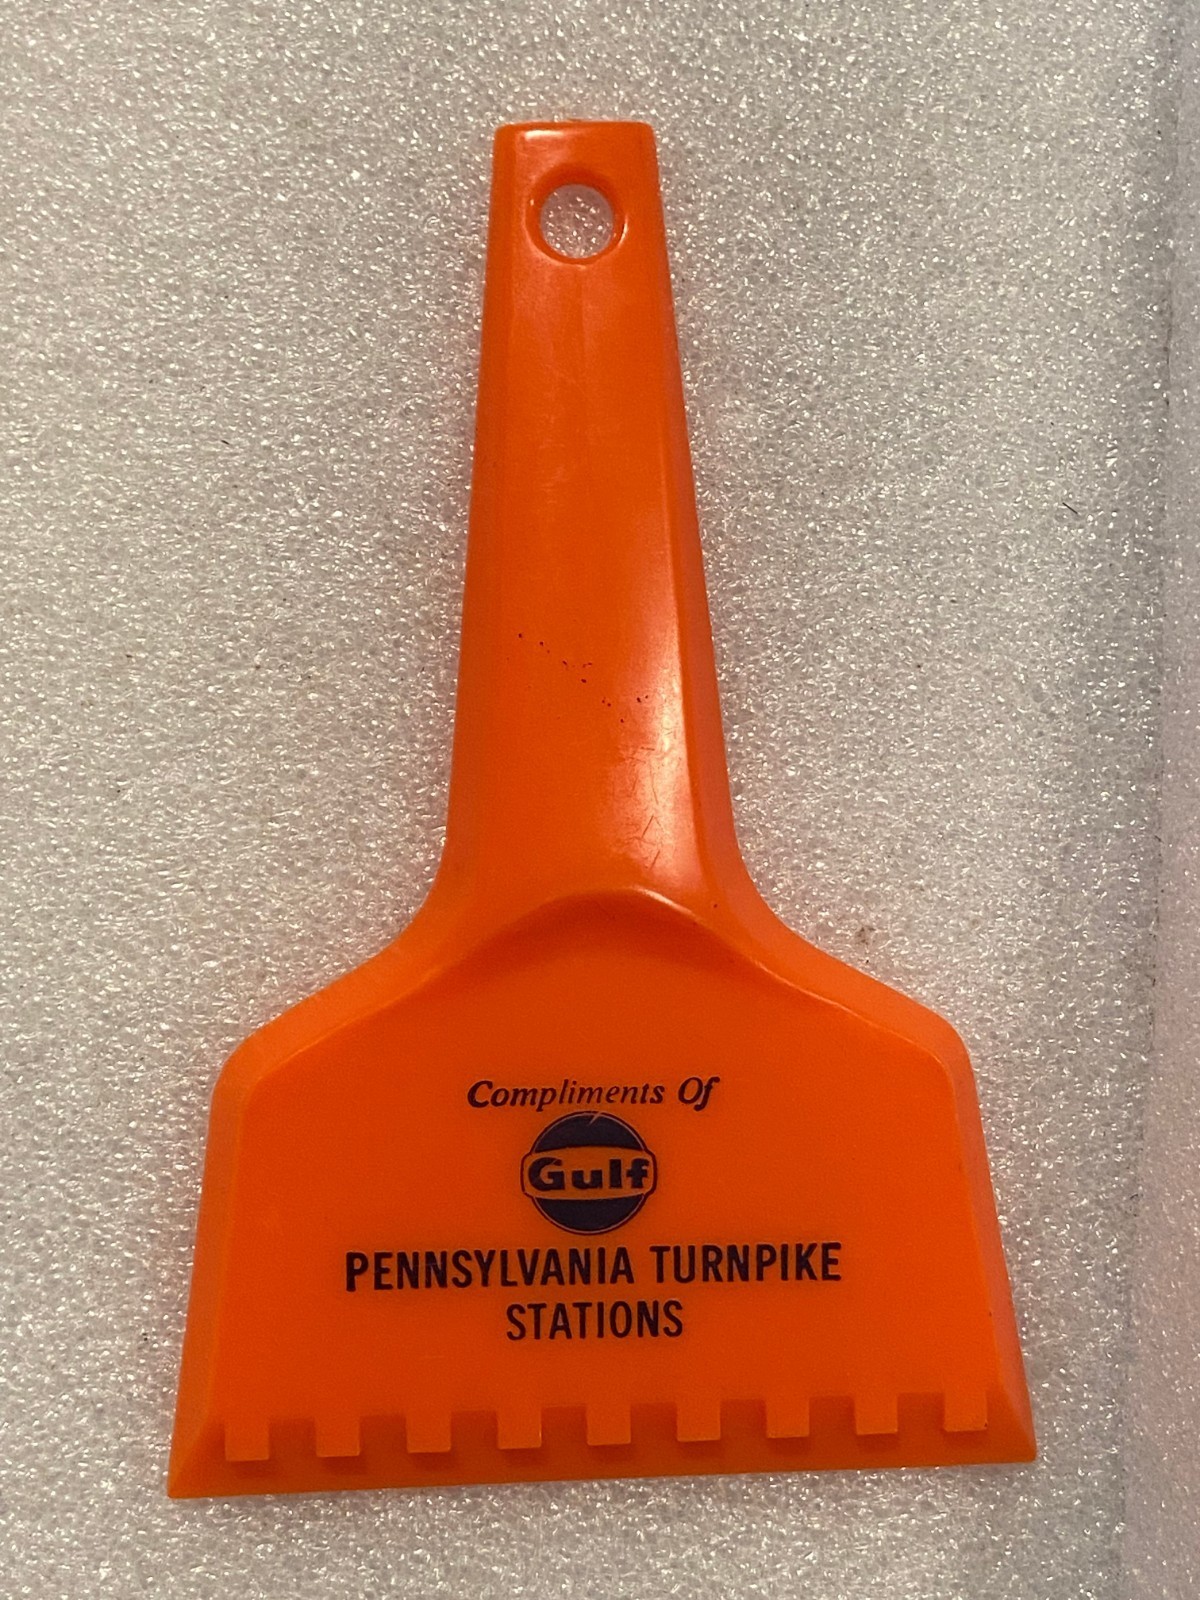 Compliments Of
Gulf
PENNSYLVANIA TURNPIKE
STATIONS